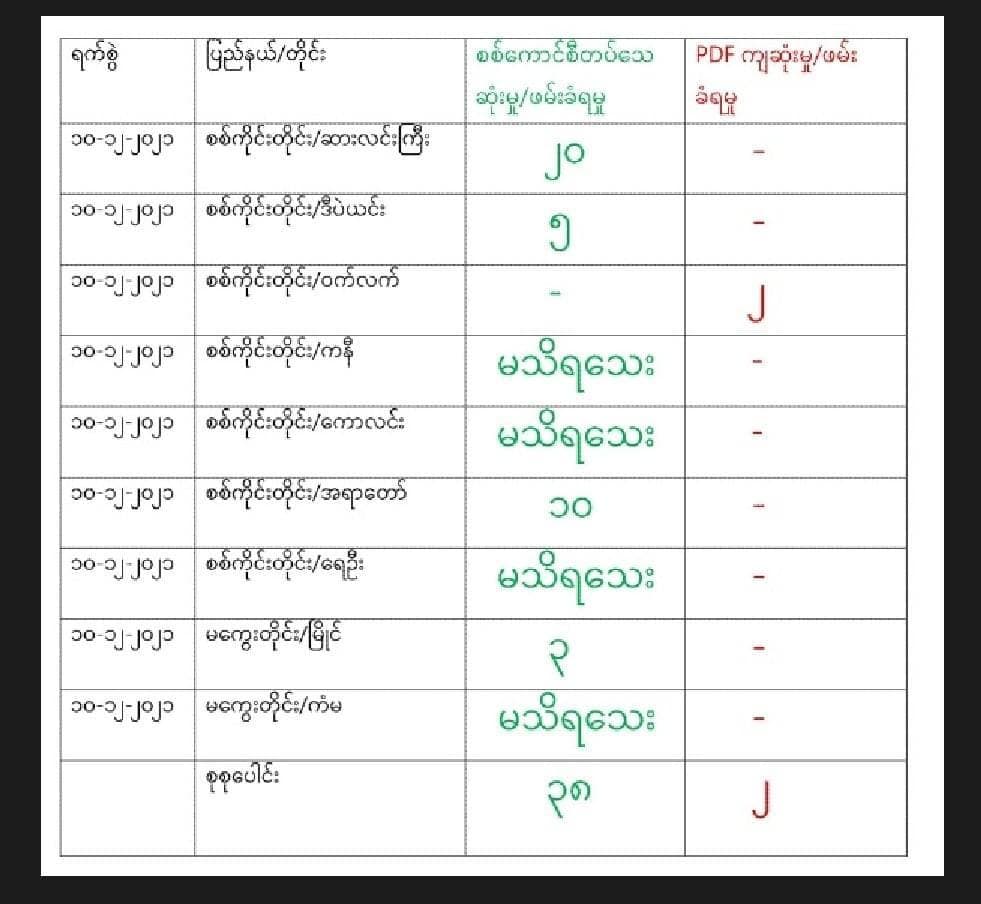 ရက်စွဲ ပြည်နယ်/တိုင်း စစ်ကောင်စီတပ်သေ PDF ကျဆုံးမှု/ဖမ်း
ဆုံးမှု/ဖမ်းခံရမှု ခံရမှု
၁၀-၁၂-၂၀၂၁ စစ်ကိုင်းတိုင်း/ဆားလင်းကြီး ၂၀ -
၁၀-၁၂-၂၀၂၁ စစ်ကိုင်းတိုင်း/ဒီပဲယင်း ၅ -
၁၀-၁၂-၂၀၂၁ စစ်ကိုင်းတိုင်း/ဝက်လက် - ၂
၁၀-၁၂-၂၀၂၁ စစ်ကိုင်းတိုင်း/ကနီ မသိရသေး -
၁၀-၁၂-၂၀၂၁ စစ်ကိုင်းတိုင်း/ကောလင်း မသိရသေး -
၁၀-၁၂-၂၀၂၁ စစ်ကိုင်းတိုင်း/အရာတော် ၁၀ -
၁၀-၁၂-၂၀၂၁ စစ်ကိုင်းတိုင်း/ရေဦး မသိရသေး -
၁၀-၁၂-၂၀၂၁ မကွေးတိုင်း/မြိုင် ၃ -
၁၀-၁၂-၂၀၂၁ မကွေးတိုင်း/ကံမ မသိရသေး -
စုစုပေါင်း ၃၈ ၂